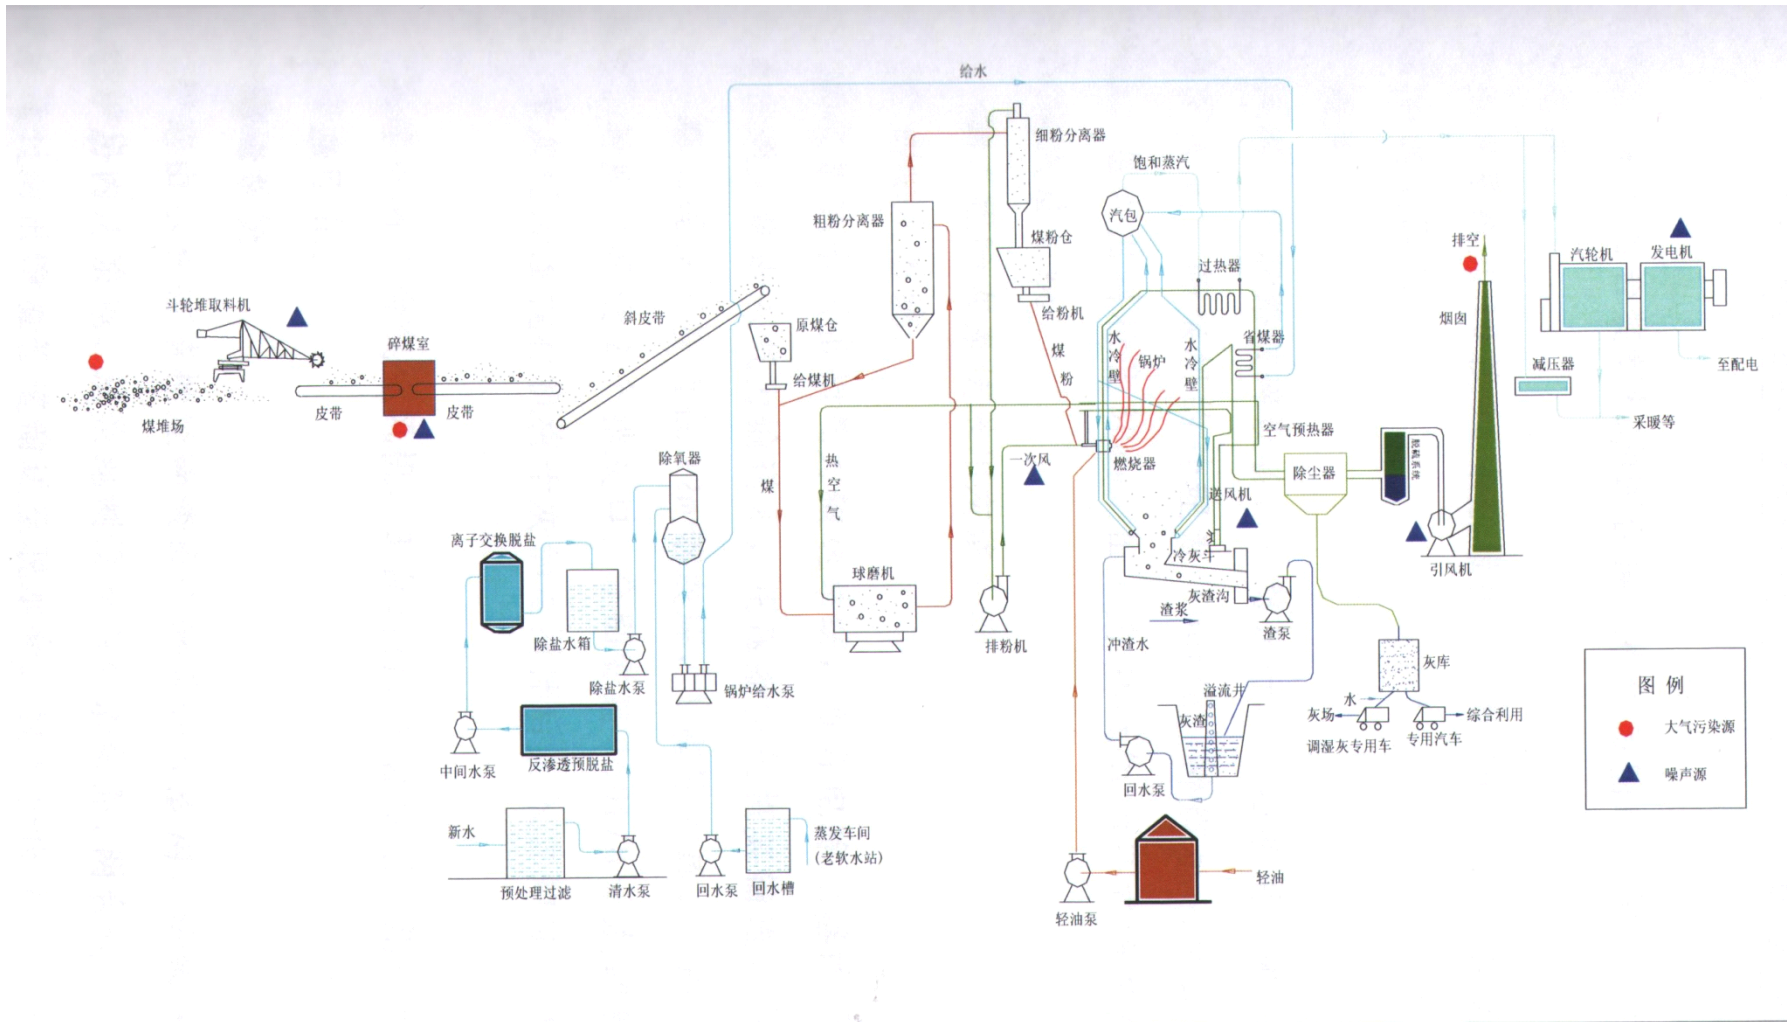 给水
细粉分离器
饱和蒸汽
汽包
粗粉分离器
煤粉仓
过热器
排空
汽轮机
发电机
斗轮堆取料机
斜皮带
原煤仓
给粉机
烟囱
碎煤室
水冷壁
锅炉
水冷壁
省煤器
减压器
至配电
给煤机
煤粉
皮带
皮带
煤堆场
采暖等
空气预热器
除氧器
热空气
煤
一次风
燃烧器
除尘器
脱硫系统
送风机
离子交换脱盐
冷灰斗
引风机
球磨机
灰渣沟
渣浆
渣泵
除盐水箱
排粉机
冲渣水
灰库
除盐水泵
锅炉给水泵
溢流井
水
图 例
灰渣
灰场
综合利用
大气污染源
调湿灰专用车
专用汽车
中间水泵
反渗透预脱盐
噪声源
回水泵
新水
蒸发车间
(老软水站)
预处理过滤
清水泵
回水泵
回水槽
轻油
轻油泵